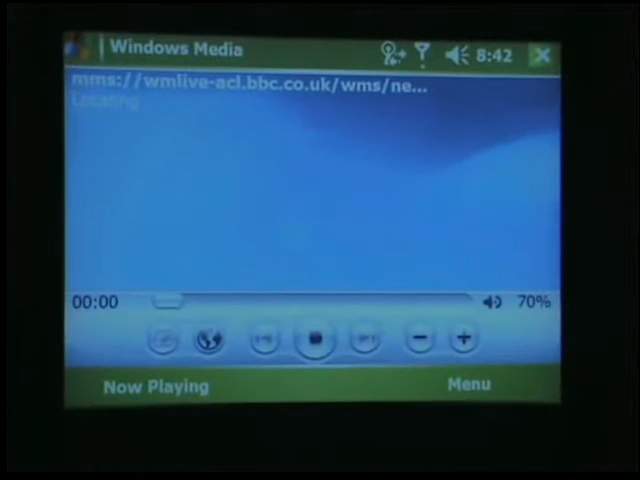 Windows Media
8:42
mms://wmlive-acl.bbc.co.uk/wms/ne...
Locating
00:00
70%
Now Playing
Menu